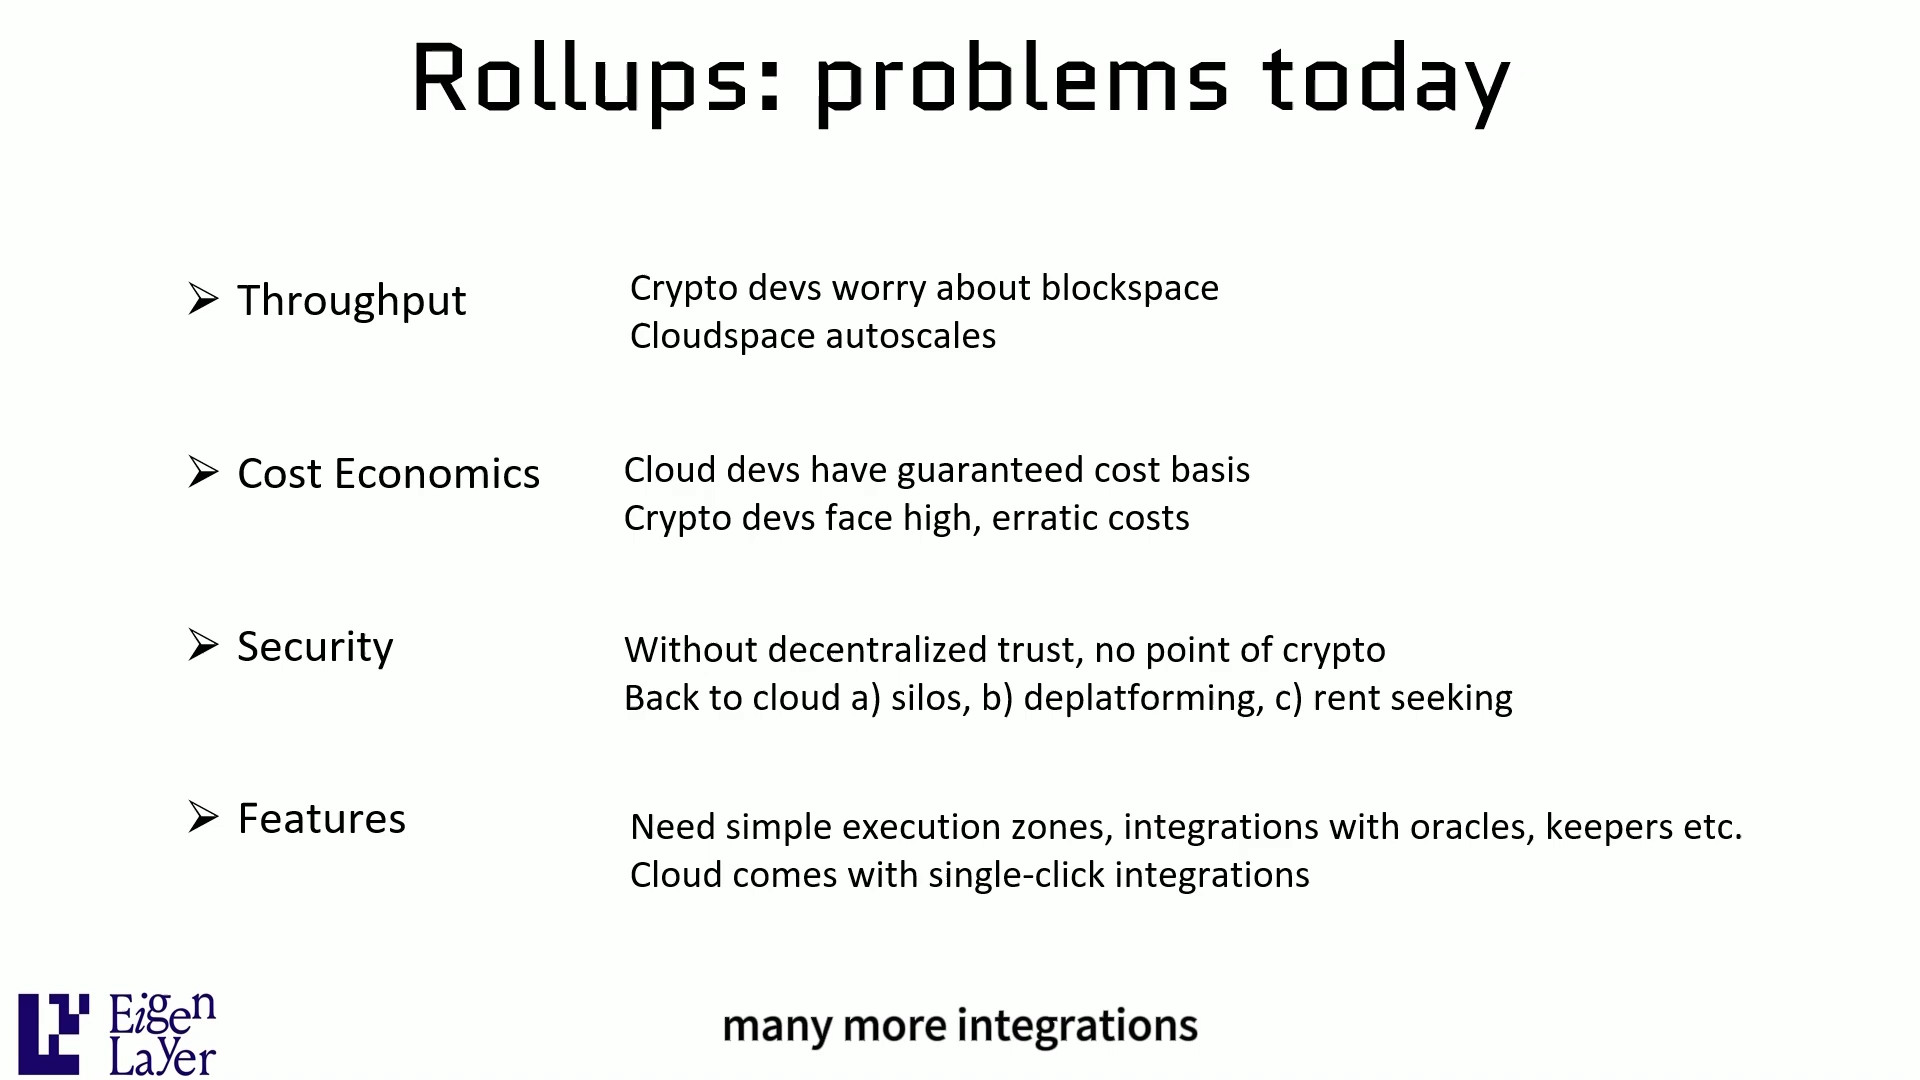 Rollups: problems today
Throughput
Crypto devs worry about blockspace
Cloudspace autoscales
Cost Economics
Cloud devs have guaranteed cost basis
Crypto devs face high, erratic costs
Security
Without decentralized trust, no point of crypto
Back to cloud a) silos, b) deplatforming, c) rent seeking
Features
Need simple execution zones, integrations with oracles, keepers etc.
Cloud comes with single-click integrations
Eigen
Layer
many more integrations